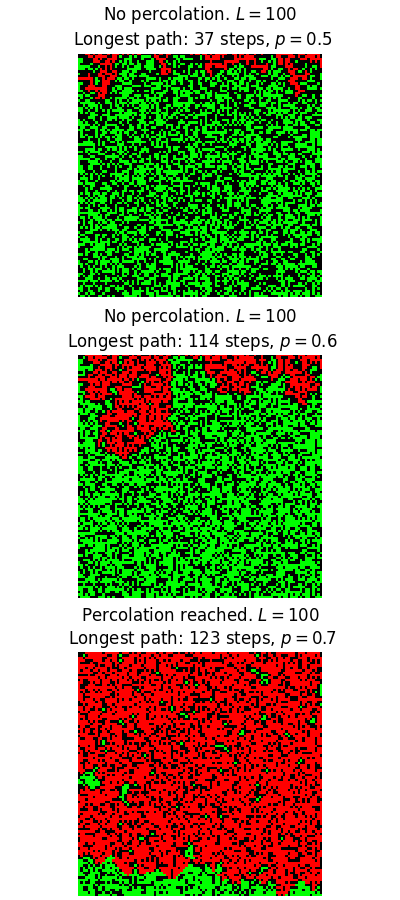 No percolation. L = 100
Longest path: 37 steps, p = 0.5
No percolation. L = 100
Longest path: 114 steps, p = 0.6
Percolation reached. L = 100
Longest path: 123 steps, p = 0.7